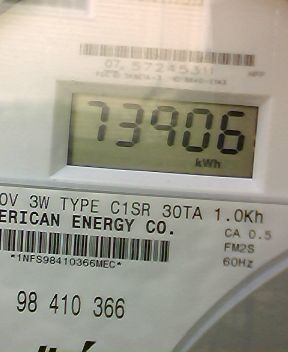 73906
kWh
0V 3W TYPE C1SR 30TA 1.0Kh
ERICAN ENERGY CO.
CA 0.5
FM2S
60Hz
*1NFS98410366MEC*
98 410 366